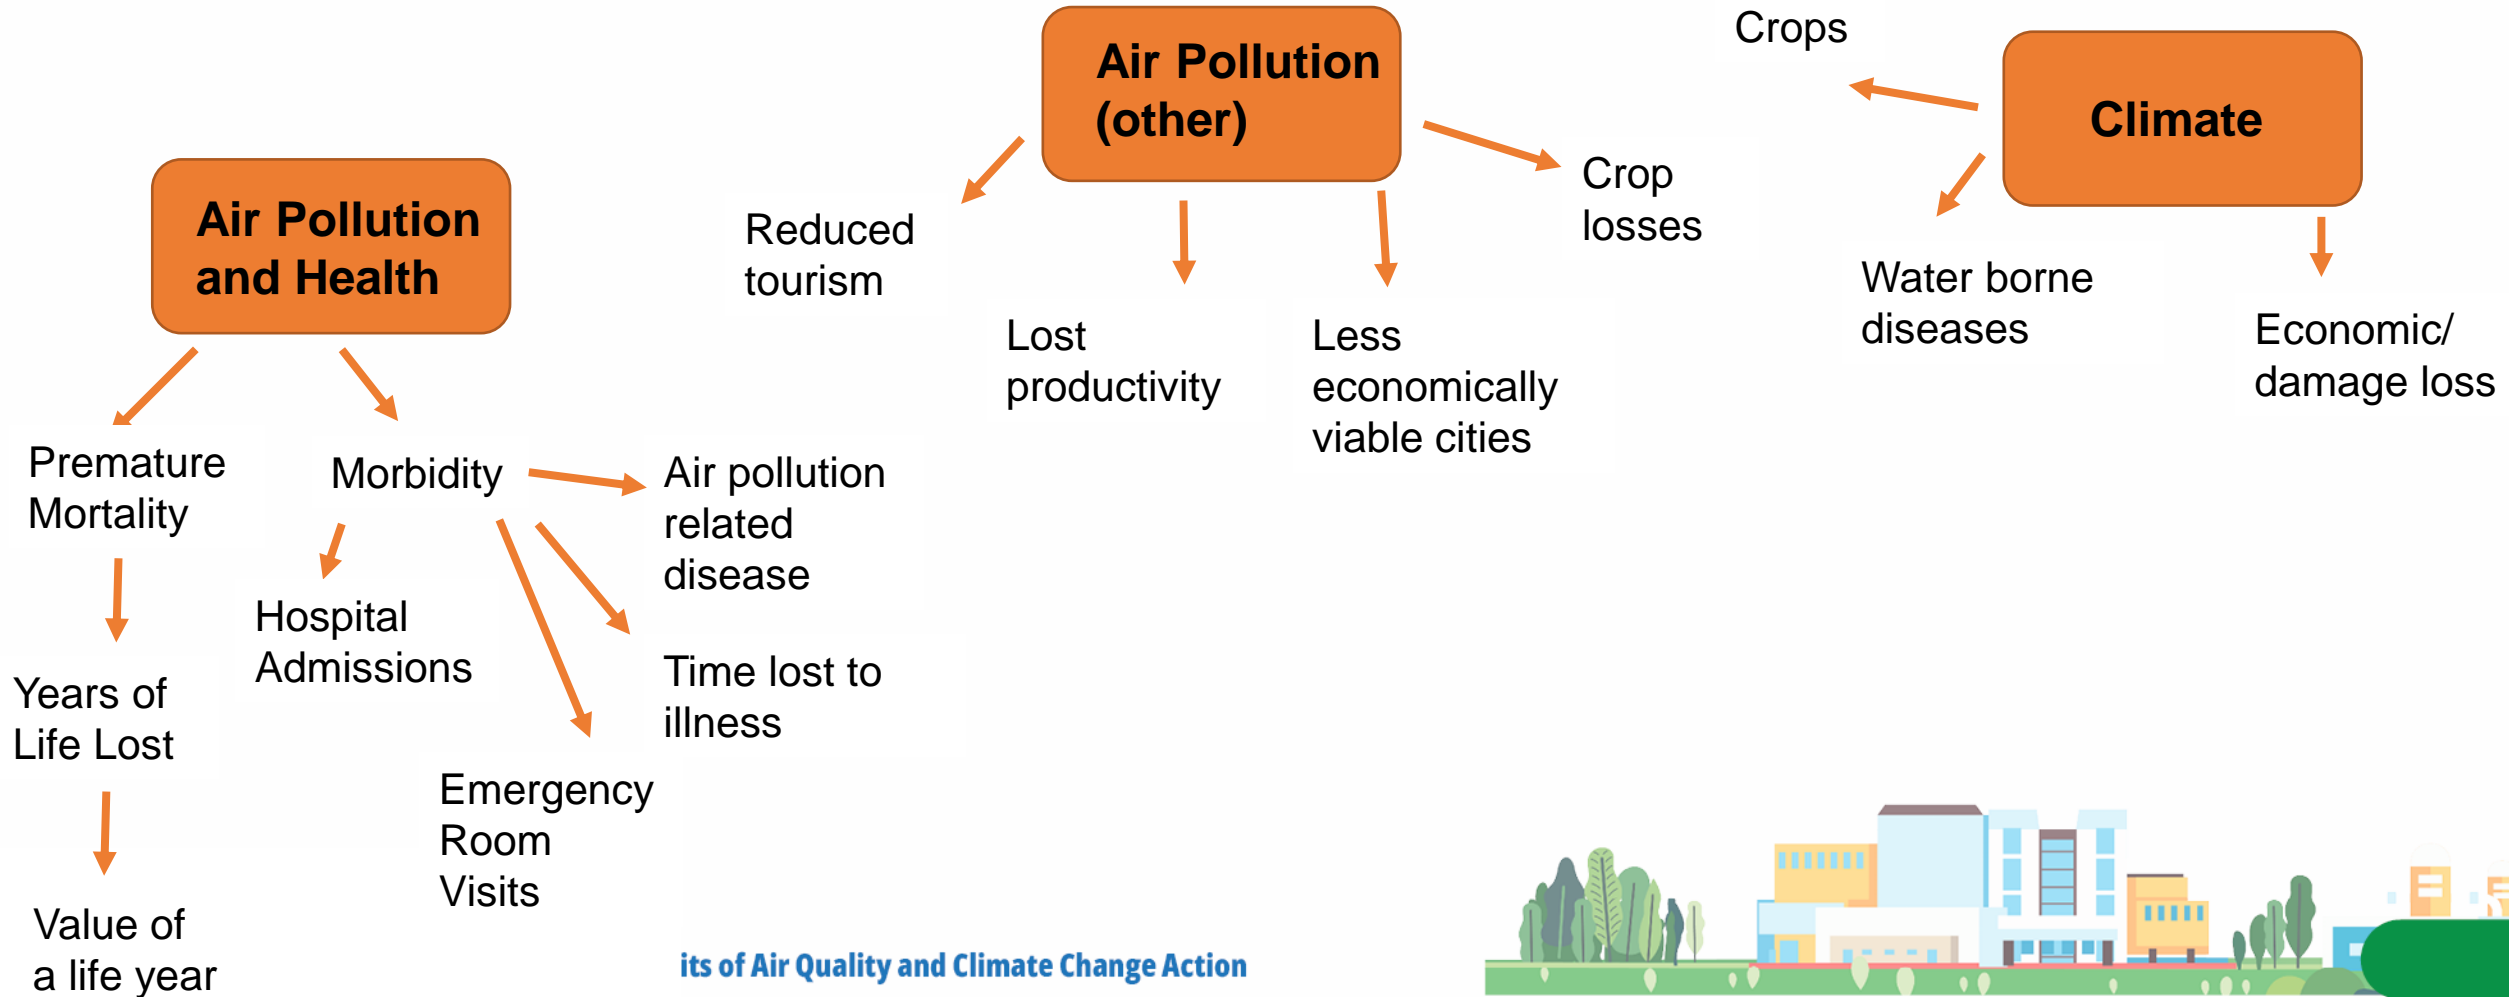 Air Pollution
and Health
Premature
Mortality
Years of
Life Lost
Value of
a life year
Morbidity
Hospital
Admissions
Emergency
Room
Visits
Time lost to
illness
Air pollution
related
disease
Air Pollution
(other)
Reduced
tourism
Lost
productivity
Less
economically
viable cities
Crop
losses
Climate
Crops
Water borne
diseases
Economic/
damage loss
its of Air Quality and Climate Change Action